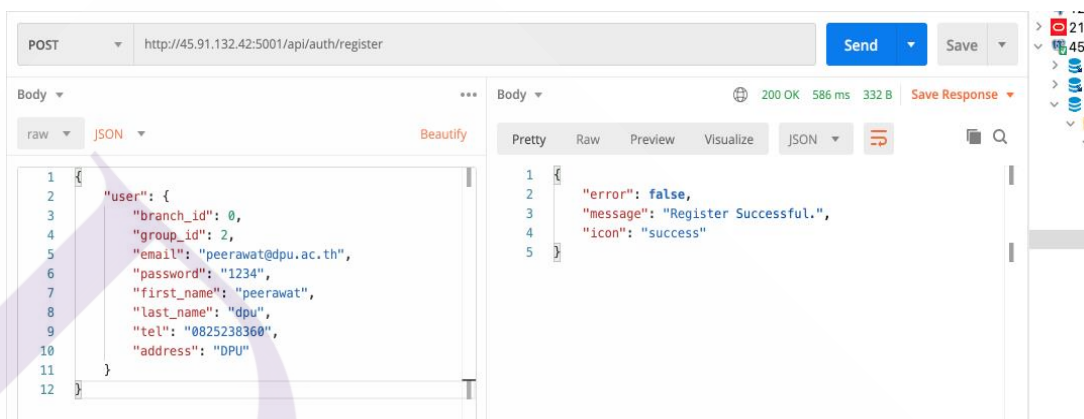 POST http://45.91.132.42:5001/api/auth/register Send Save
Body ••• Body 200 OK 586 ms 332 B Save Response
raw JSON Beautify Pretty Raw Preview Visualize JSON
1 {
2 "user": {
3 "branch_id": 0,
4 "group_id": 2,
5 "email": "peerawat@dpu.ac.th",
6 "password": "1234",
7 "first_name": "peerawat",
8 "last_name": "dpu",
9 "tel": "0825238360",
10 "address": "DPU"
11 }
12 }
1 {
2 "error": false,
3 "message": "Register Successful.",
4 "icon": "success"
5 }
21
45